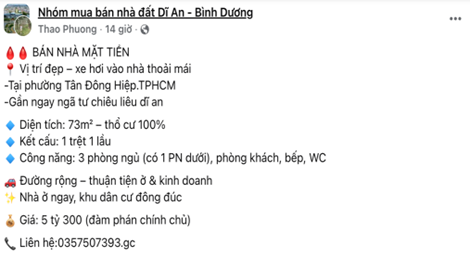 Nhóm mua bán nhà đất Dĩ An - Bình Dương
Thao Phuong · 14 giờ ·
🩸🩸 BÁN NHÀ MẶT TIỀN
📍 Vị trí đẹp – xe hơi vào nhà thoải mái
-Tại phường Tân Đông Hiệp.TPHCM
-Gần ngay ngã tư chiêu liêu dĩ an
🔹 Diện tích: 73m² – thổ cư 100%
🔹 Kết cấu: 1 trệt 1 lầu
🔹 Công năng: 3 phòng ngủ (có 1 PN dưới), phòng khách, bếp, WC
🚗 Đường rộng – thuận tiện ở & kinh doanh
✨ Nhà ở ngay, khu dân cư đông đúc
💰 Giá: 5 tỷ 300 (đàm phán chính chủ)
📞 Liên hệ:0357507393.gc